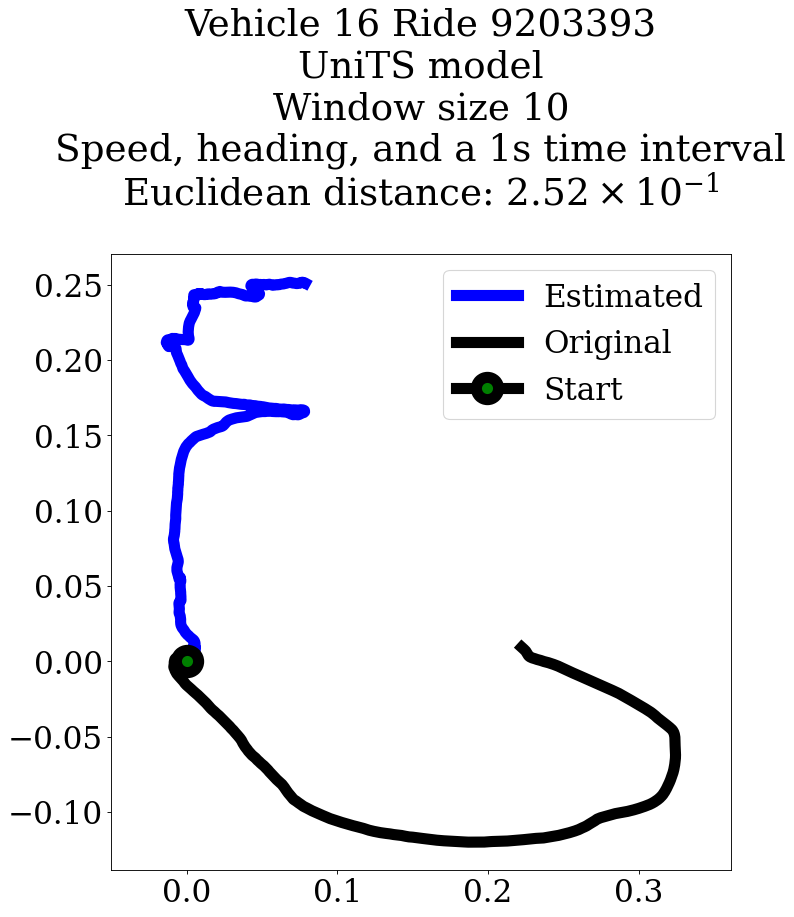 Vehicle 16 Ride 9203393
UniTS model
Window size 10
Speed, heading, and a 1s time interval
Euclidean distance: 2.52 × 10⁻¹
Estimated
Original
Start
0.25
0.20
0.15
0.10
0.05
0.00
−0.05
−0.10
0.0 0.1 0.2 0.3